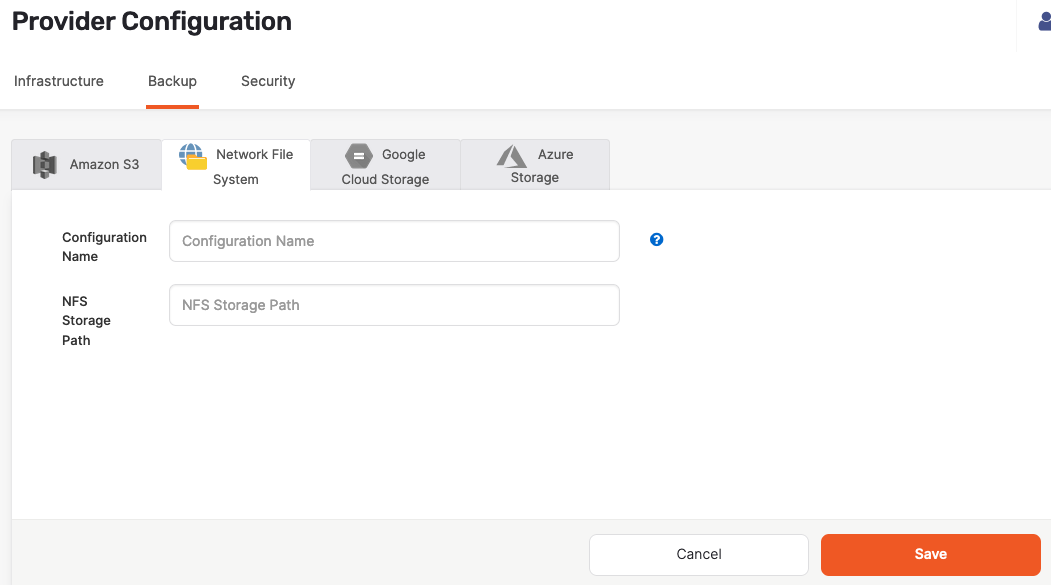 Provider Configuration
Infrastructure Backup Security
Amazon S3
Network File
System
Google
Cloud Storage
Azure
Storage
Configuration
Name
Configuration Name
?
NFS
Storage
Path
NFS Storage Path
Cancel Save